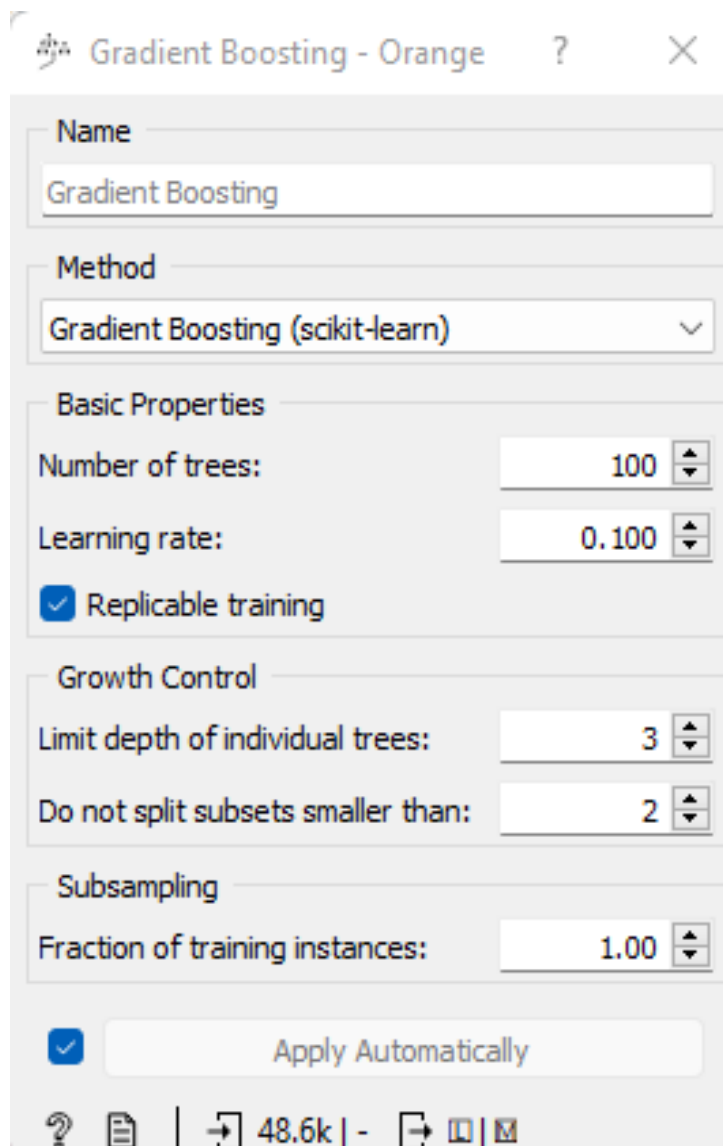 Gradient Boosting - Orange ? ×
Name
Gradient Boosting
Method
Gradient Boosting (scikit-learn)
Basic Properties
Number of trees: 100
Learning rate: 0.100
Replicable training
Growth Control
Limit depth of individual trees: 3
Do not split subsets smaller than: 2
Subsampling
Fraction of training instances: 1.00
Apply Automatically
? | 48.6k | - L | M